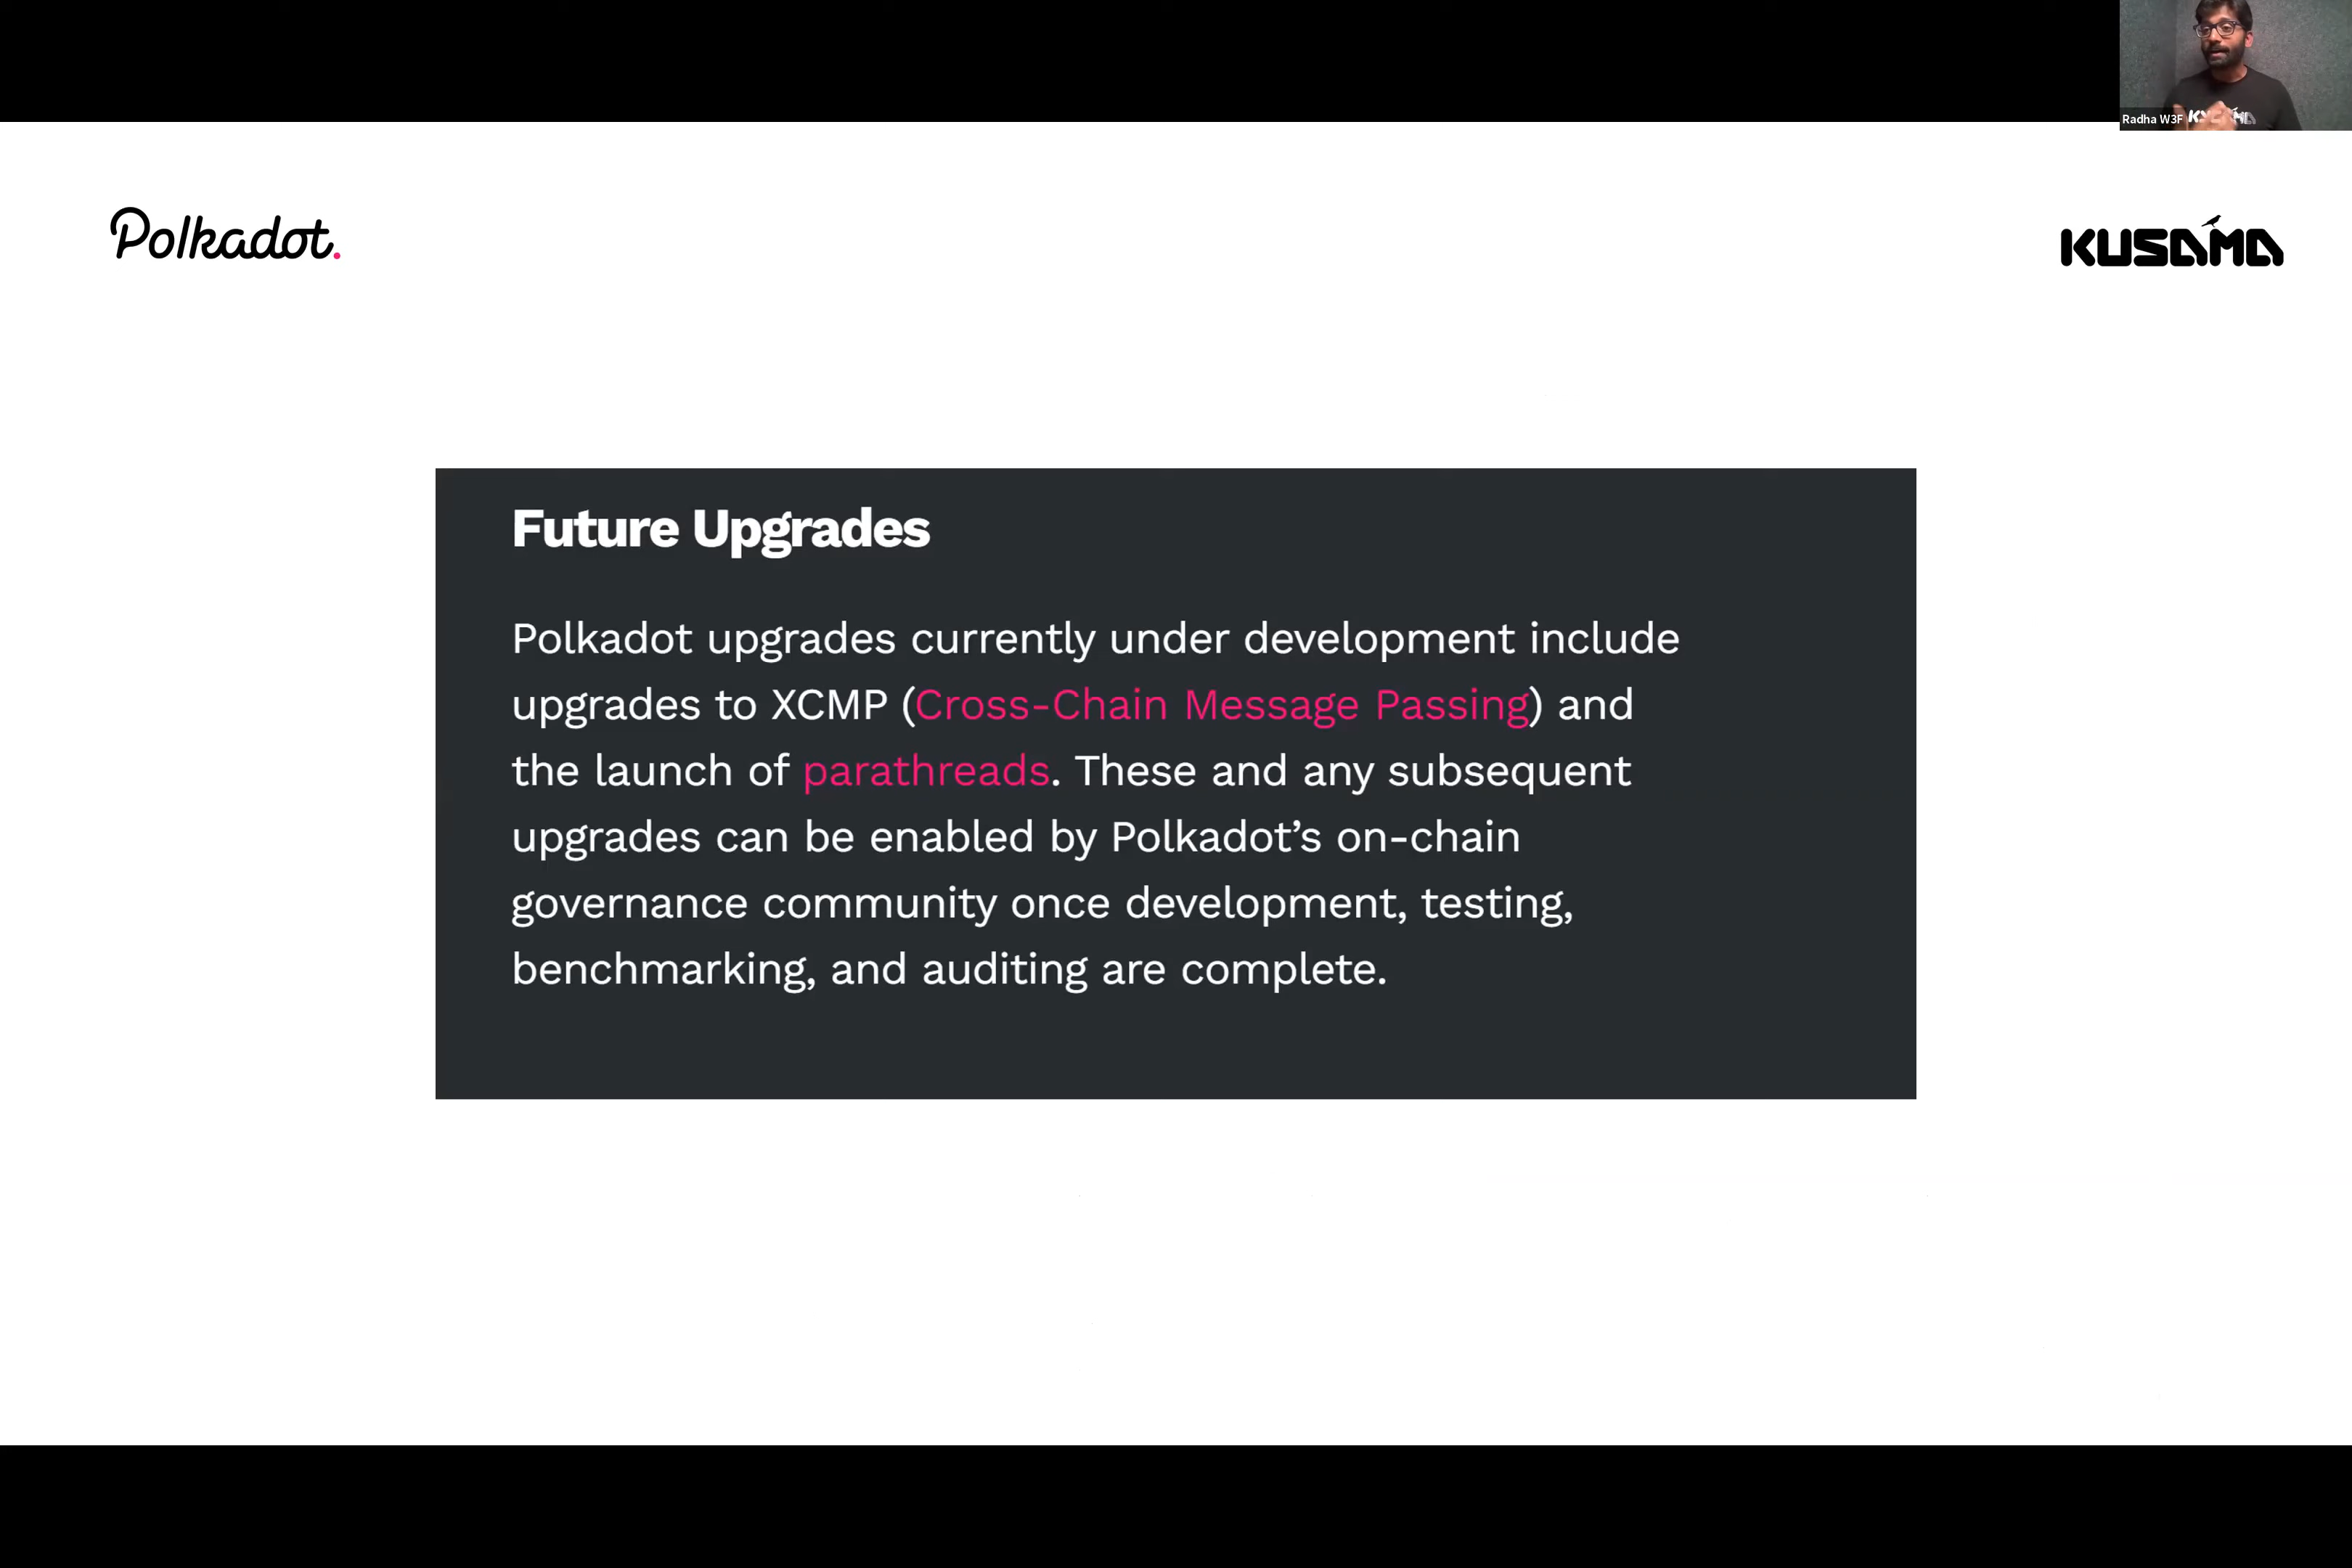 Radha W3F
KUSAMA
Polkadot.
KUSAMA
Future Upgrades
Polkadot upgrades currently under development include
upgrades to XCMP (Cross-Chain Message Passing) and
the launch of parathreads. These and any subsequent
upgrades can be enabled by Polkadot’s on-chain
governance community once development, testing,
benchmarking, and auditing are complete.